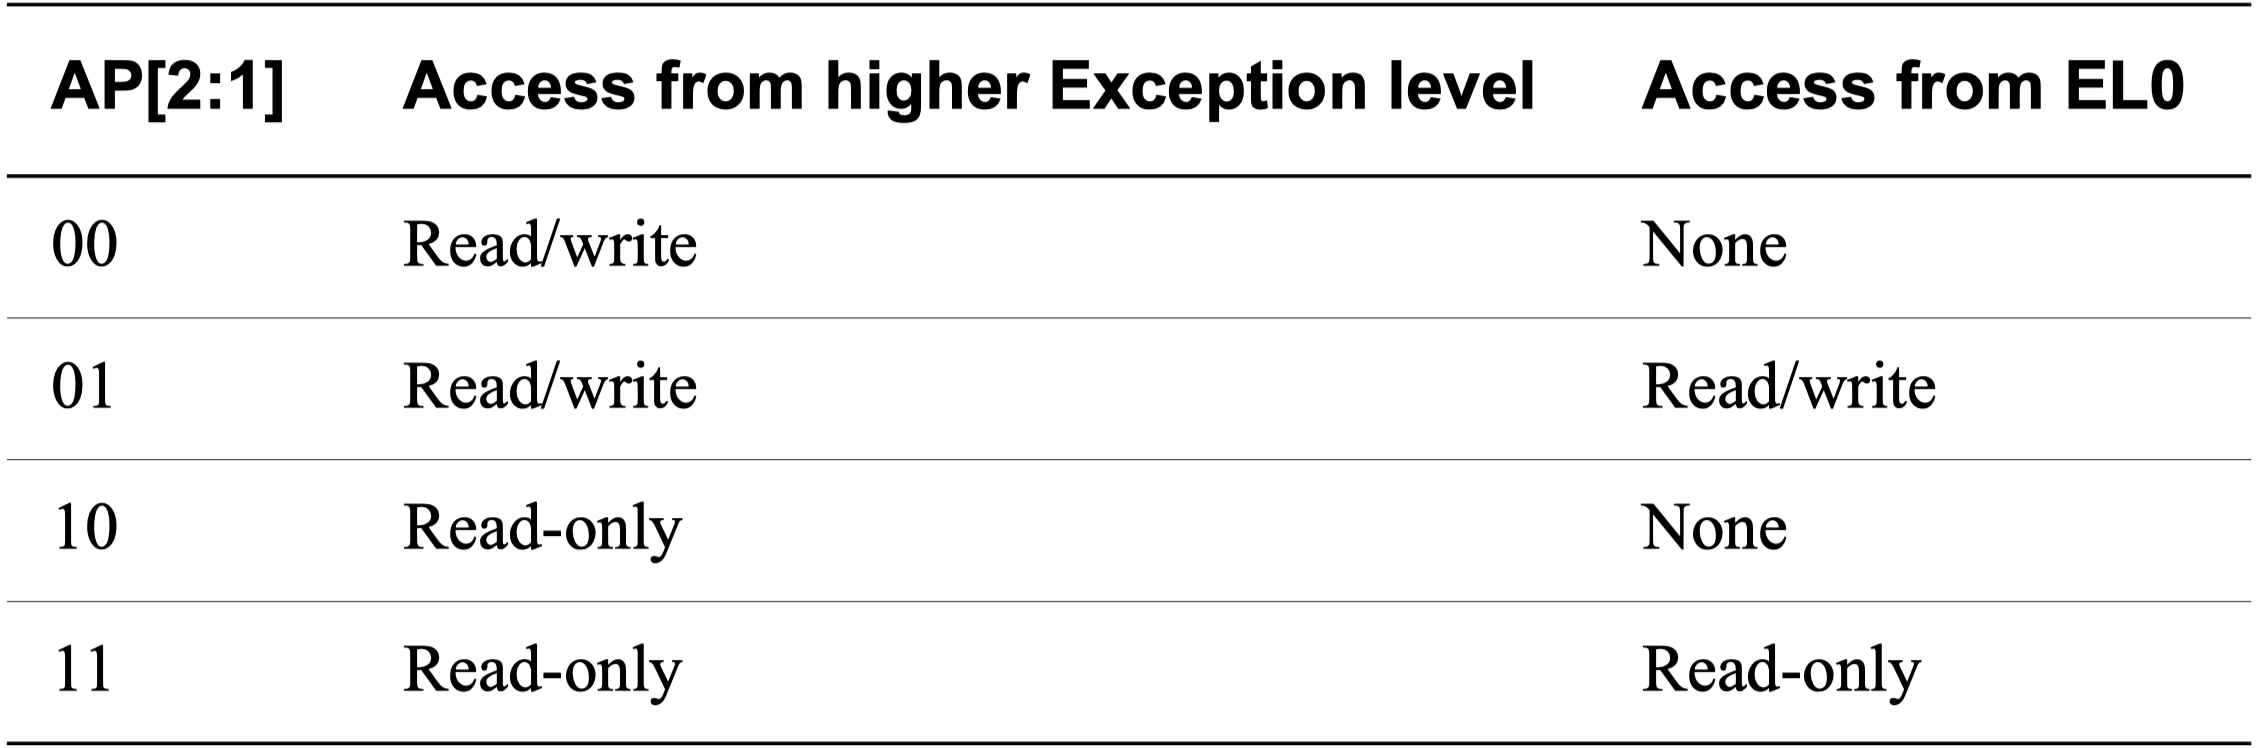 AP[2:1] Access from higher Exception level Access from EL0
00 Read/write None
01 Read/write Read/write
10 Read-only None
11 Read-only Read-only